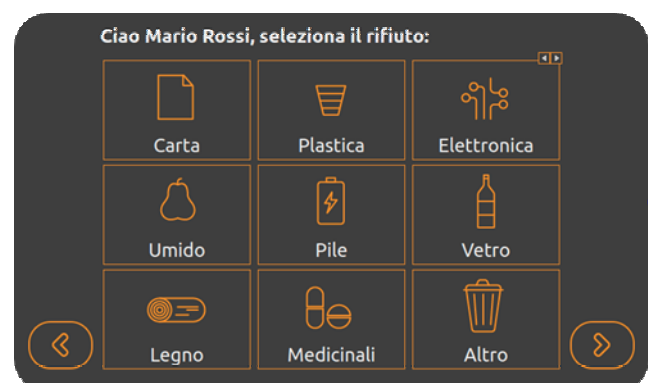 Ciao Mario Rossi, seleziona il rifiuto:
Carta
Plastica
Elettronica
Umido
Pile
Vetro
Legno
Medicinali
Altro